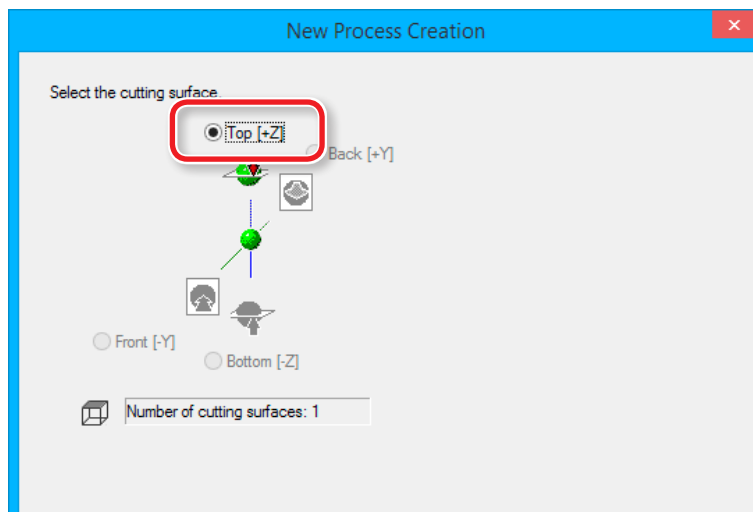 New Process Creation
Select the cutting surface.
Top [+Z]
Back [+Y]
Front [-Y]
Bottom [-Z]
Number of cutting surfaces: 1